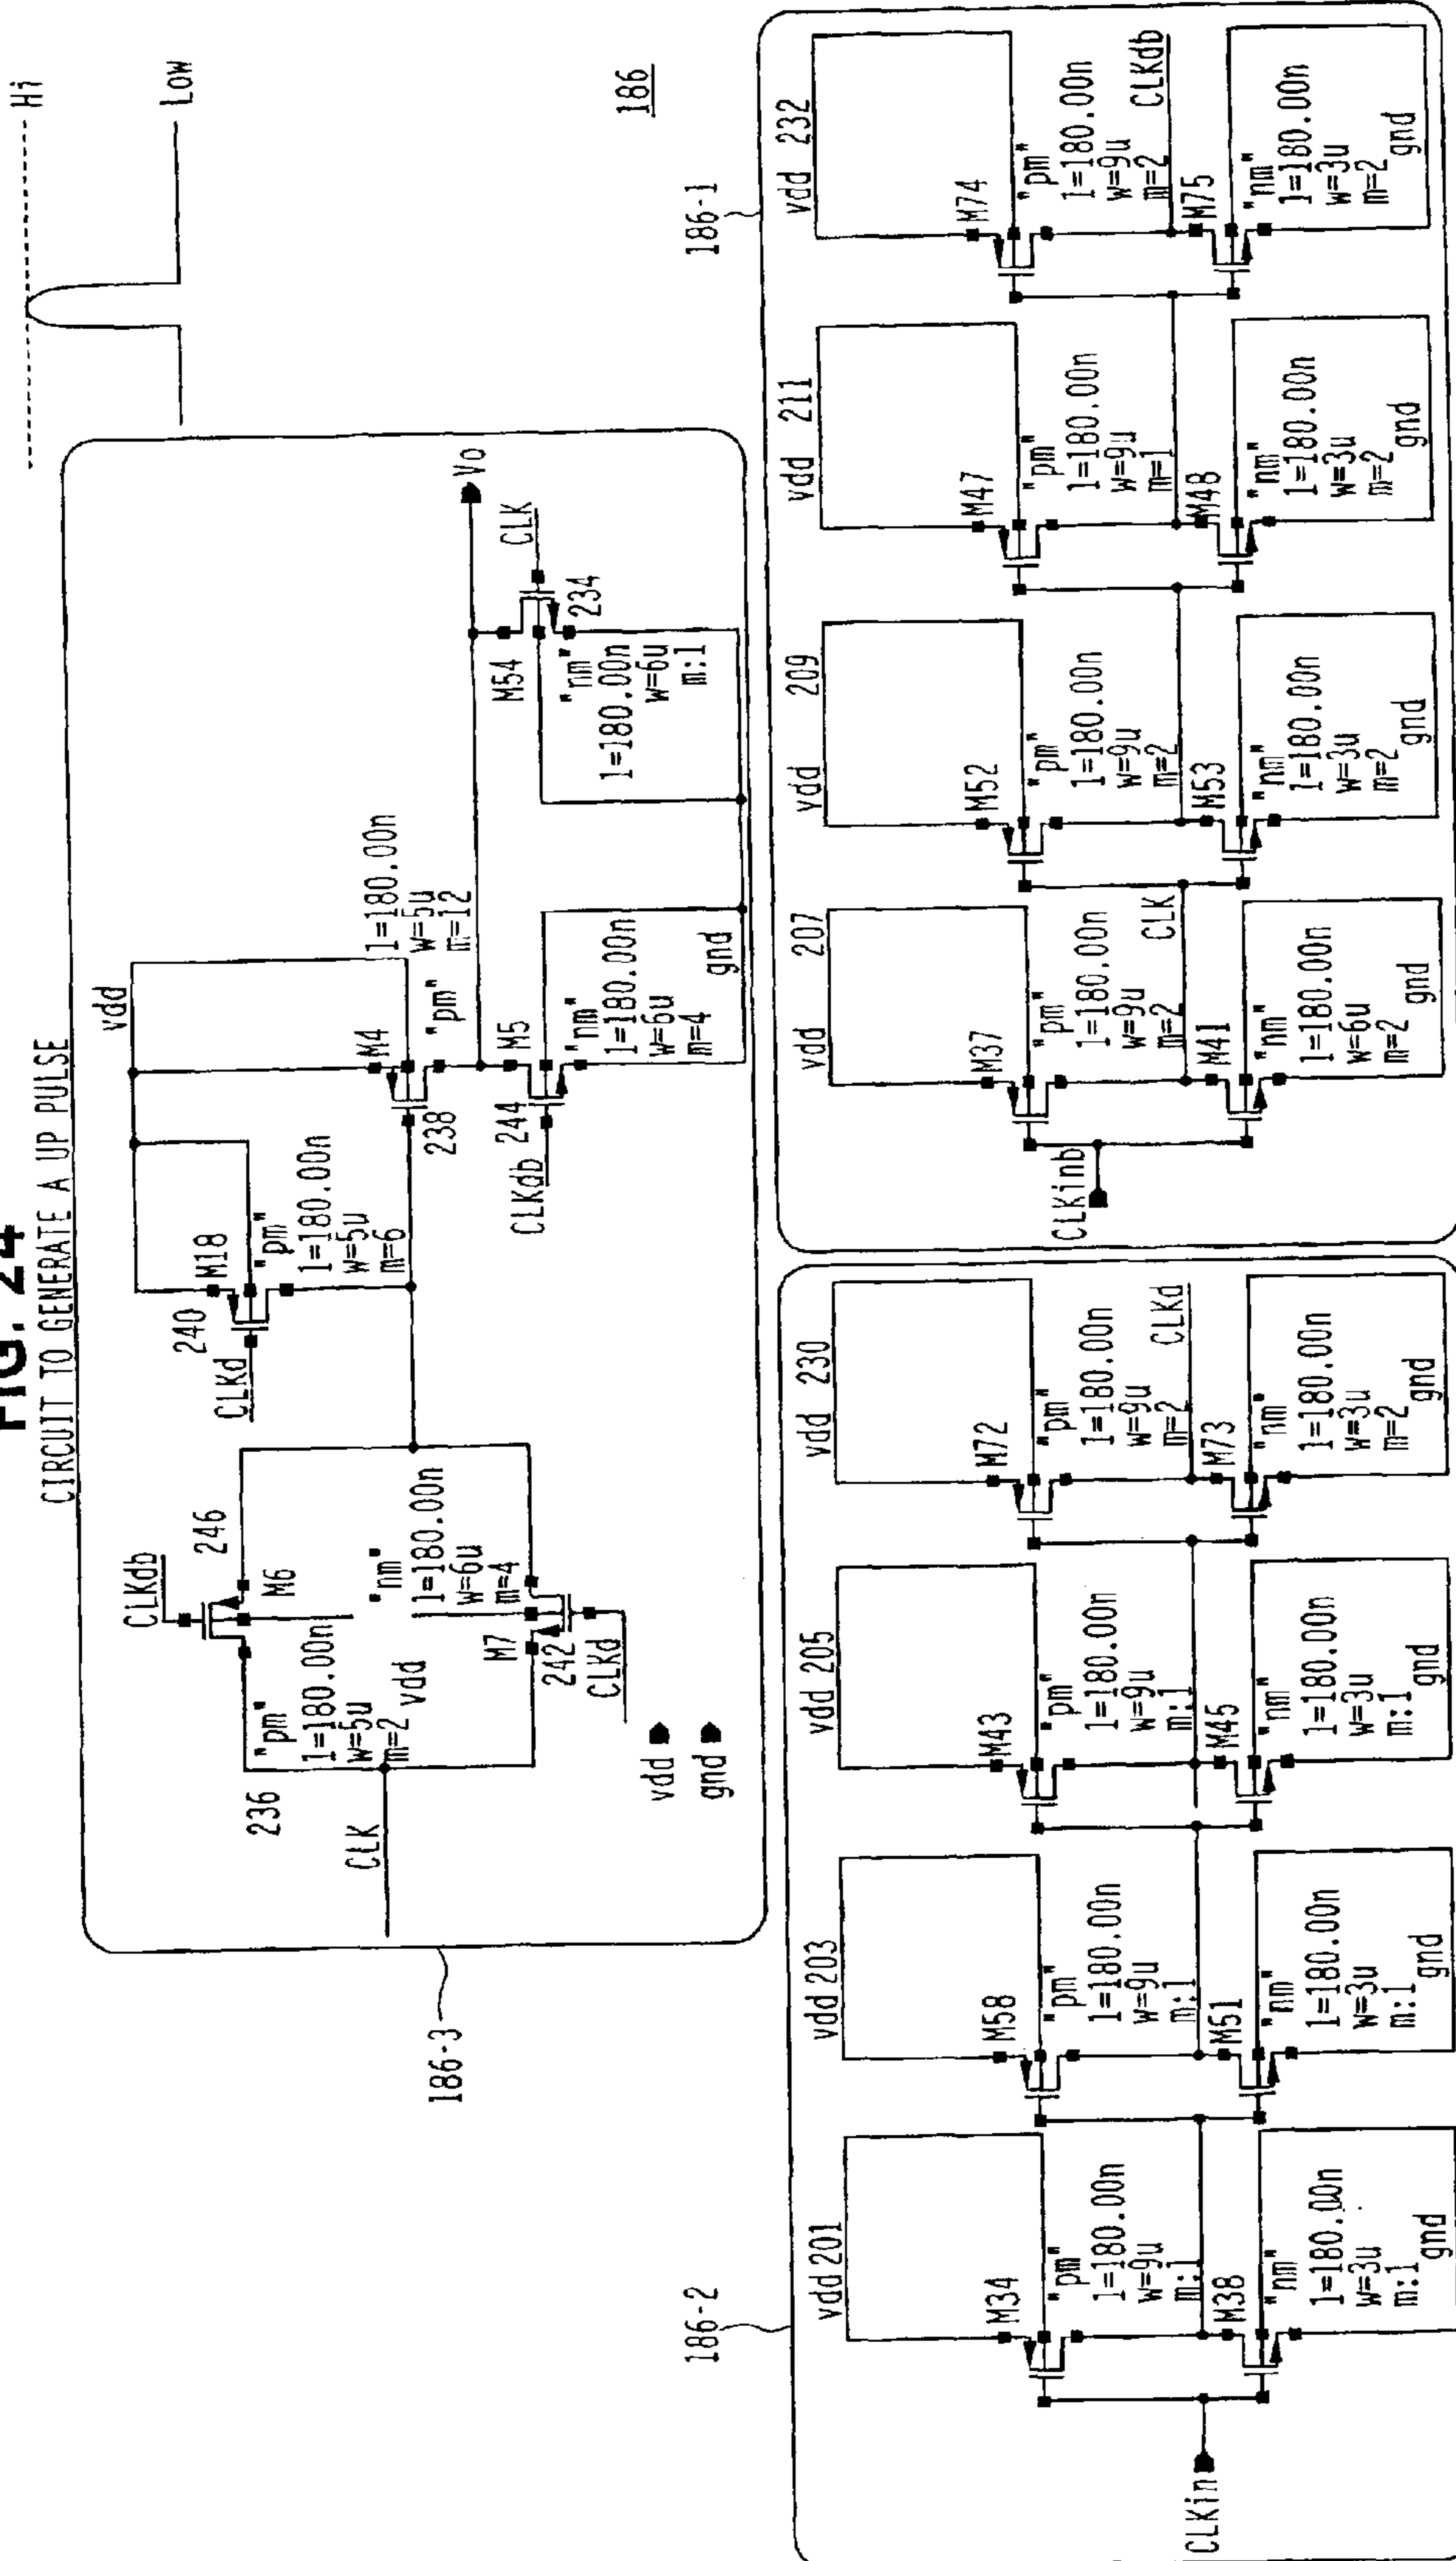 FIG. 24
CIRCUIT TO GENERATE A UP PULSE
Hi
Low
186
186-3
CLK
236
"pm"
l=180.00n
w=5u
m=2
vdd
CLKdb
246
M6
"nm"
l=180.00n
w=6u
m=4
M7
242
CLKd
vdd
gnd
CLKd
240
M18
"pm"
l=180.00n
w=5u
m=6
vdd
M4
238
"pm"
l=180.00n
w=5u
m=12
CLKdb
244
M5
"nm"
l=180.00n
w=6u
m=4
gnd
Vo
CLK
234
M54
"nm"
l=180.00n
w=6u
m:1
186-2
CLKin
vdd 201
M34
"pm"
l=180.00n
w=9u
m:1
M38
"nm"
l=180.00n
w=3u
m:1
gnd
vdd 203
M58
"pm"
l=180.00n
w=9u
m:1
M51
"nm"
l=180.00n
w=3u
m:1
gnd
vdd 205
M43
"pm"
l=180.00n
w=9u
m:1
M45
"nm"
l=180.00n
w=3u
m:1
gnd
vdd 230
M72
"pm"
l=180.00n
w=9u
m=2
CLKd
M73
"nm"
l=180.00n
w=3u
m=2
gnd
186-1
CLKinb
vdd 207
M37
"pm"
l=180.00n
w=9u
m=2
CLK
M41
"nm"
l=180.00n
w=6u
m=2
gnd
vdd 209
M52
"pm"
l=180.00n
w=9u
m=2
M53
"nm"
l=180.00n
w=3u
m=2
gnd
vdd 211
M47
"pm"
l=180.00n
w=9u
m=1
M48
"nm"
l=180.00n
w=3u
m=2
gnd
vdd 232
M74
"pm"
l=180.00n
w=9u
m=2
CLKdb
M75
"nm"
l=180.00n
w=3u
m=2
gnd